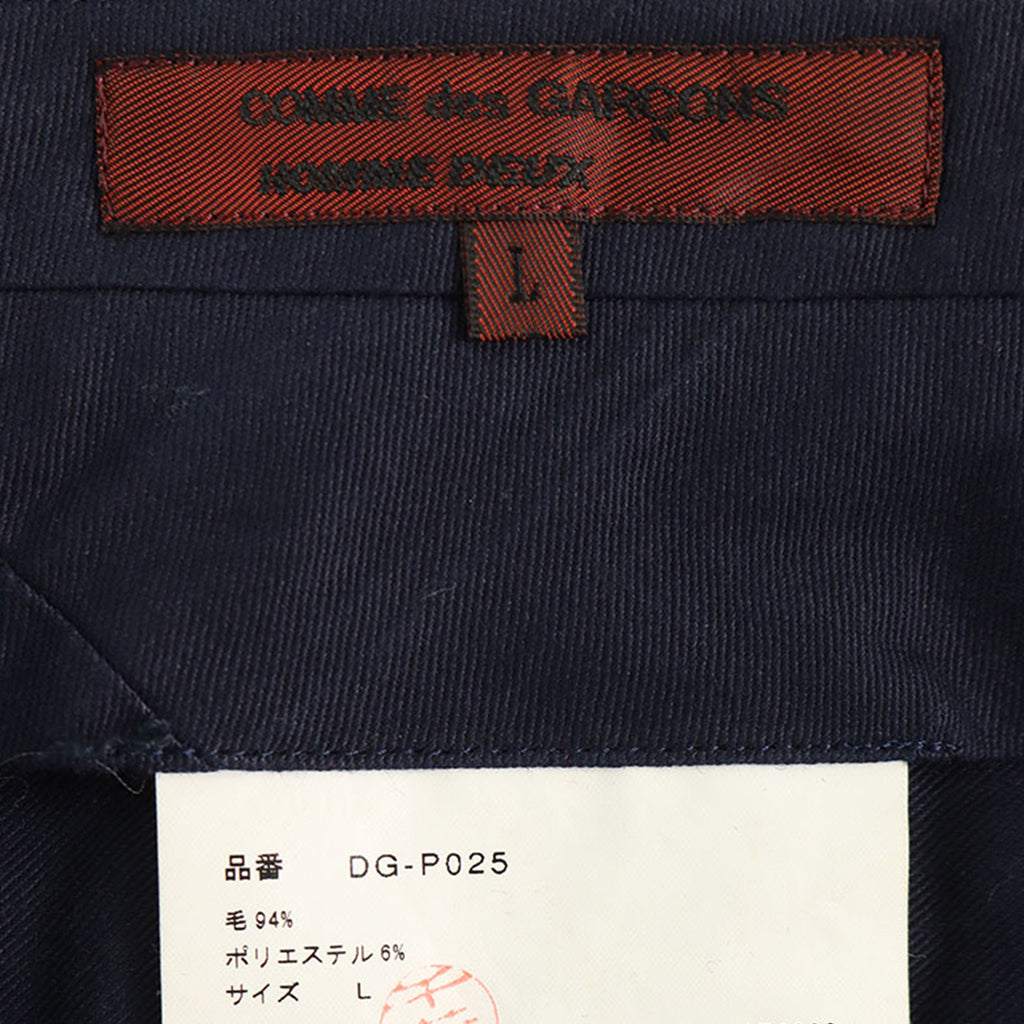 COMME des GARÇONS
HOMME DEUX
L
品番 DG-P025
毛 94%
ポリエステル 6%
サイズ L